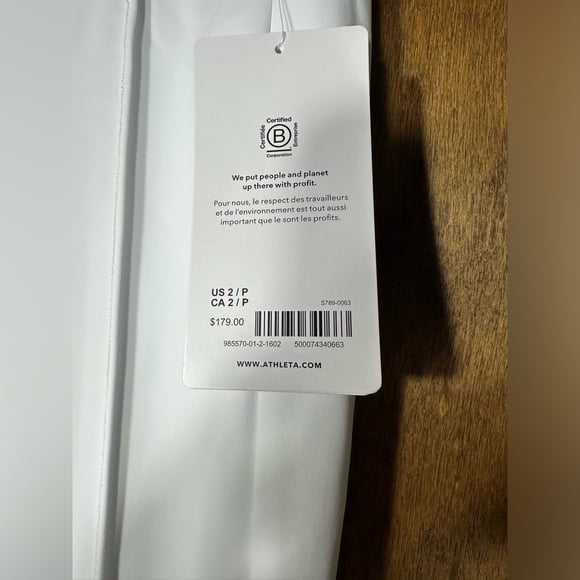 Certified
Certifiée
B
Entreprise
Corporation
We put people and planet
up there with profit.
Pour nous, le respect des travailleurs
et de l'environnement est tout aussi
important que le sont les profits.
US 2 / P
CA 2 / P
5789-0063
$179.00
985570-01-2-1602 500074340663
WWW.ATHLETA.COM